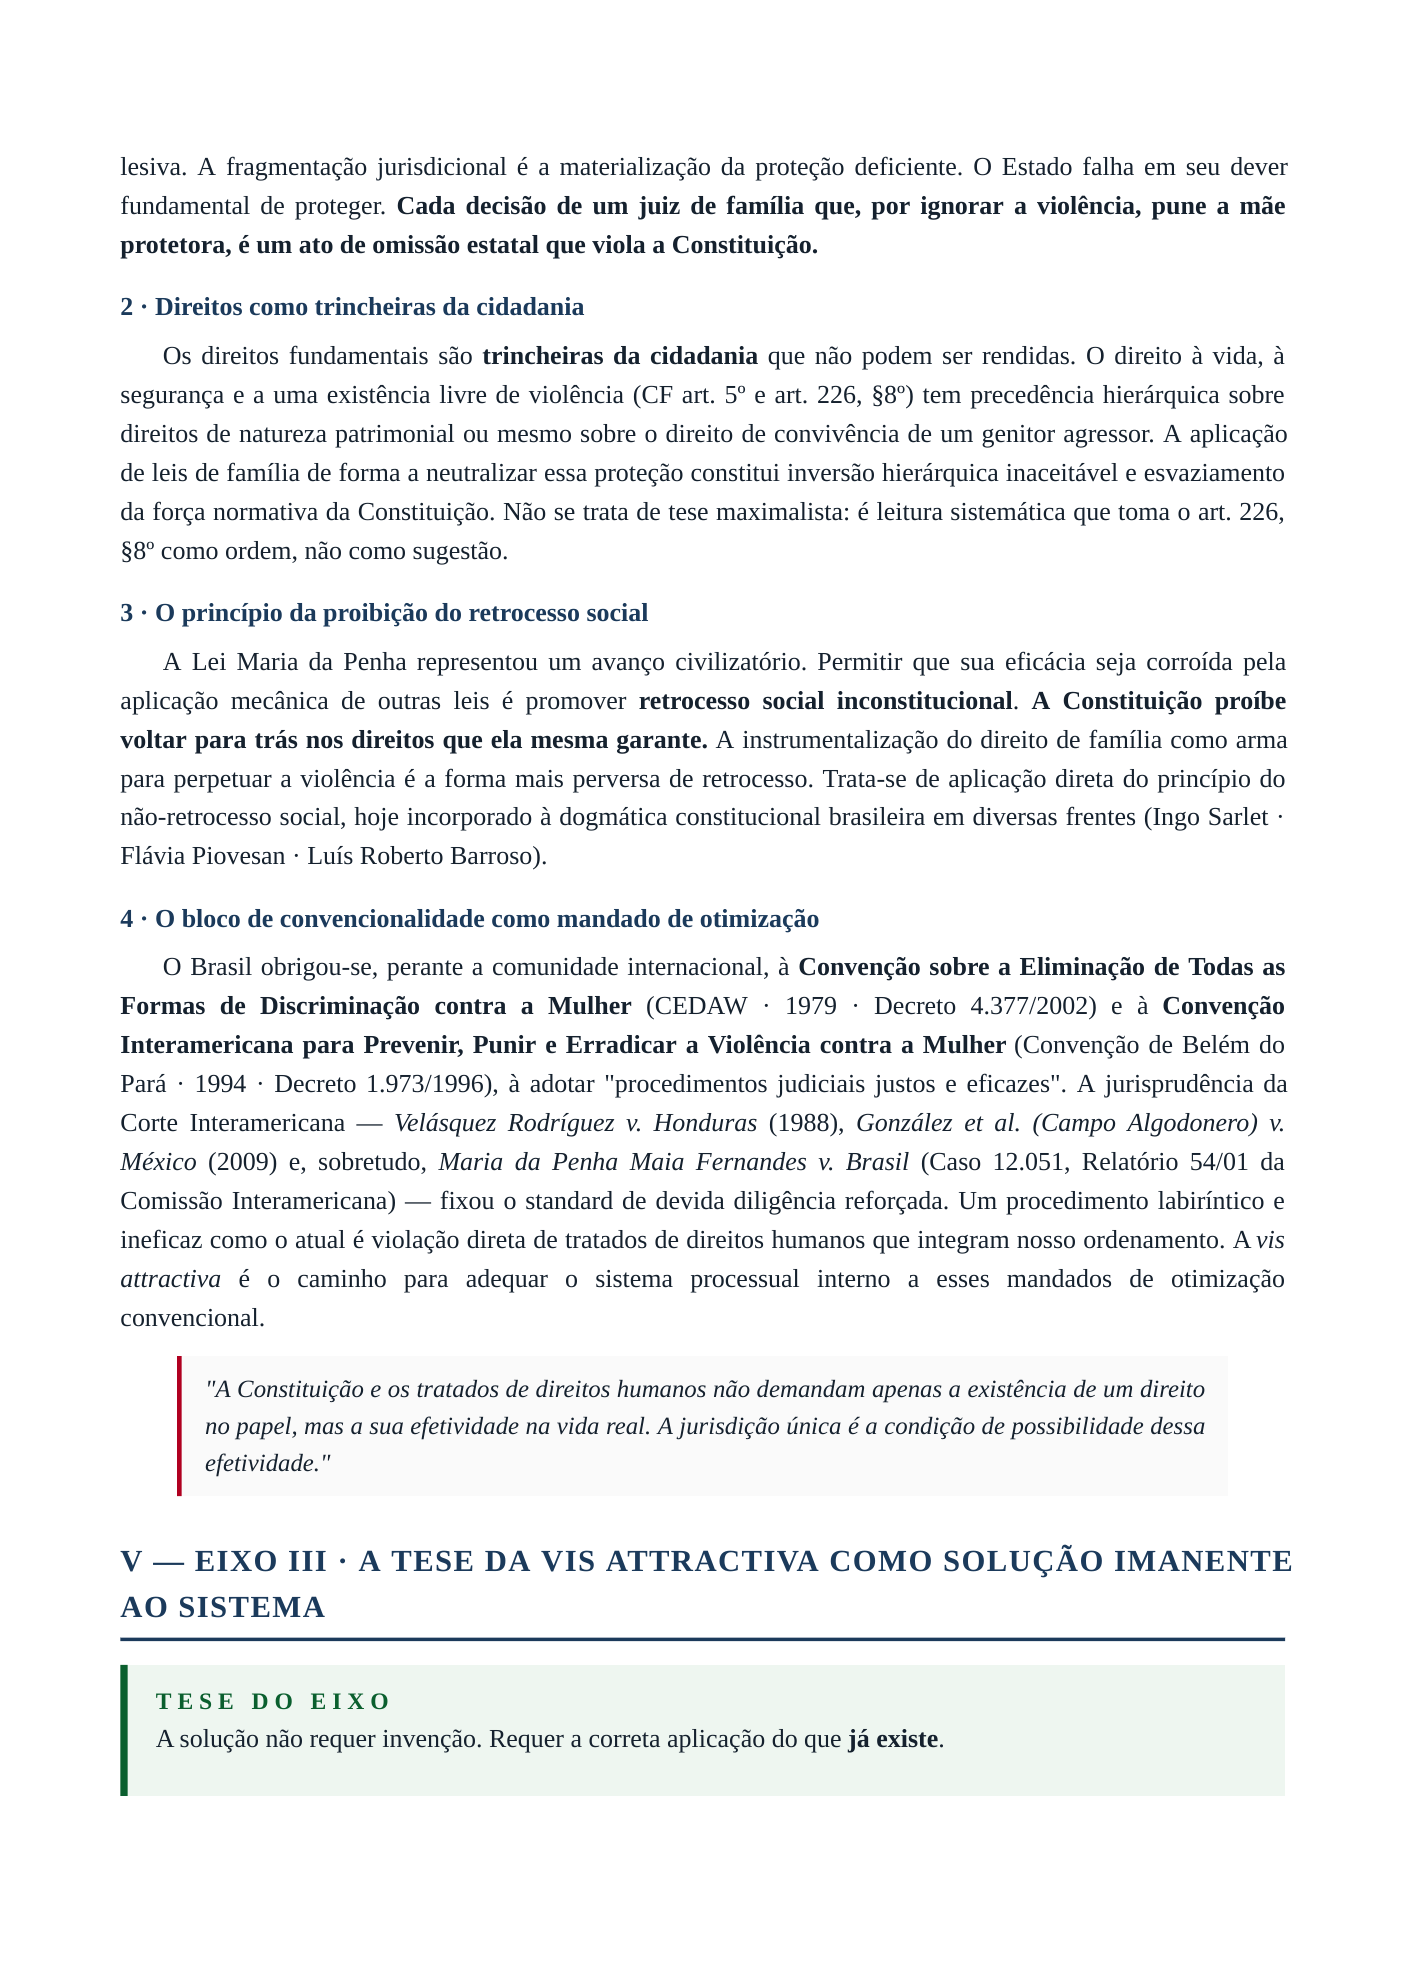 lesiva. A fragmentação jurisdicional é a materialização da proteção deficiente. O Estado falha em seu dever
fundamental de proteger. Cada decisão de um juiz de família que, por ignorar a violência, pune a mãe
protetora, é um ato de omissão estatal que viola a Constituição.
2 · Direitos como trincheiras da cidadania
Os direitos fundamentais são trincheiras da cidadania que não podem ser rendidas. O direito à vida, à
segurança e a uma existência livre de violência (CF art. 5º e art. 226, §8º) tem precedência hierárquica sobre
direitos de natureza patrimonial ou mesmo sobre o direito de convivência de um genitor agressor. A aplicação
de leis de família de forma a neutralizar essa proteção constitui inversão hierárquica inaceitável e esvaziamento
da força normativa da Constituição. Não se trata de tese maximalista: é leitura sistemática que toma o art. 226,
§8º como ordem, não como sugestão.
3 · O princípio da proibição do retrocesso social
A Lei Maria da Penha representou um avanço civilizatório. Permitir que sua eficácia seja corroída pela
aplicação mecânica de outras leis é promover retrocesso social inconstitucional. A Constituição proíbe
voltar para trás nos direitos que ela mesma garante. A instrumentalização do direito de família como arma
para perpetuar a violência é a forma mais perversa de retrocesso. Trata-se de aplicação direta do princípio do
não-retrocesso social, hoje incorporado à dogmática constitucional brasileira em diversas frentes (Ingo Sarlet ·
Flávia Piovesan · Luís Roberto Barroso).
4 · O bloco de convencionalidade como mandado de otimização
O Brasil obrigou-se, perante a comunidade internacional, à Convenção sobre a Eliminação de Todas as
Formas de Discriminação contra a Mulher (CEDAW · 1979 · Decreto 4.377/2002) e à Convenção
Interamericana para Prevenir, Punir e Erradicar a Violência contra a Mulher (Convenção de Belém do
Pará · 1994 · Decreto 1.973/1996), à adotar "procedimentos judiciais justos e eficazes". A jurisprudência da
Corte Interamericana — Velásquez Rodríguez v. Honduras (1988), González et al. (Campo Algodonero) v.
México (2009) e, sobretudo, Maria da Penha Maia Fernandes v. Brasil (Caso 12.051, Relatório 54/01 da
Comissão Interamericana) — fixou o standard de devida diligência reforçada. Um procedimento labiríntico e
ineficaz como o atual é violação direta de tratados de direitos humanos que integram nosso ordenamento. A vis
attractiva é o caminho para adequar o sistema processual interno a esses mandados de otimização
convencional.
"A Constituição e os tratados de direitos humanos não demandam apenas a existência de um direito
no papel, mas a sua efetividade na vida real. A jurisdição única é a condição de possibilidade dessa
efetividade."
V — EIXO III · A TESE DA VIS ATTRACTIVA COMO SOLUÇÃO IMANENTE
AO SISTEMA
TESE DO EIXO
A solução não requer invenção. Requer a correta aplicação do que já existe.